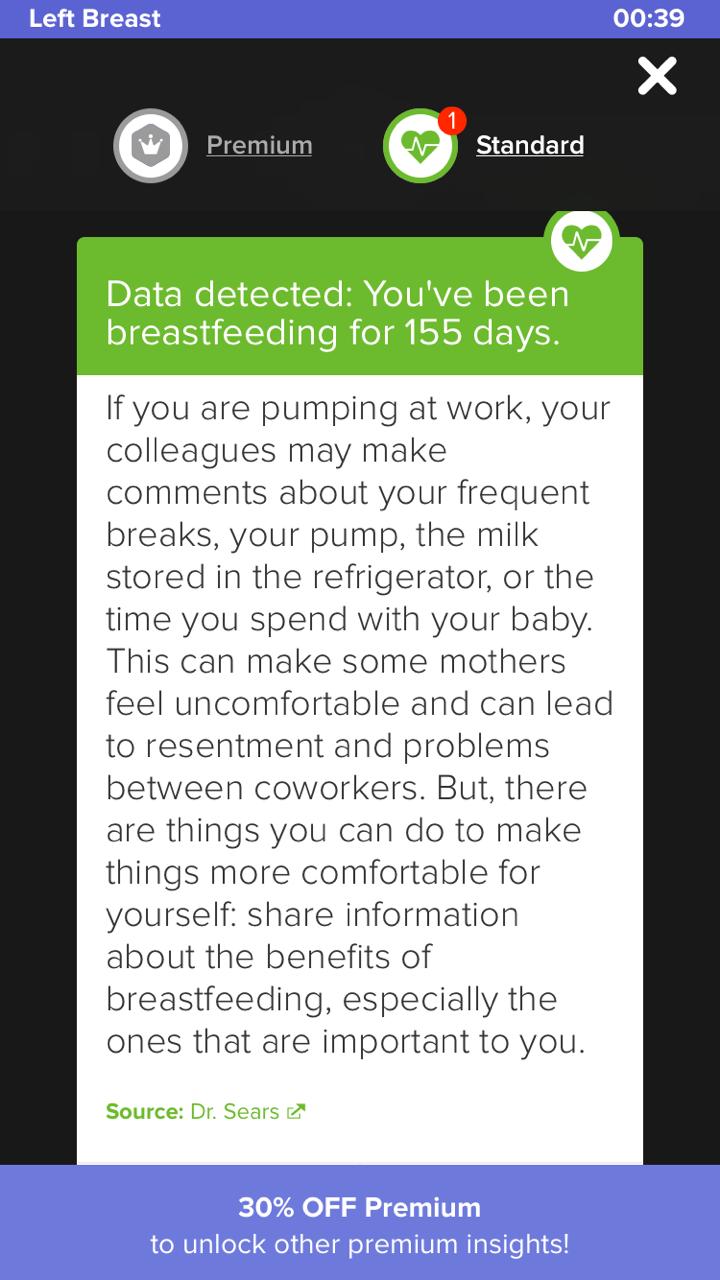 Left Breast 00:39
Premium 1 Standard
Data detected: You've been
breastfeeding for 155 days.
If you are pumping at work, your
colleagues may make
comments about your frequent
breaks, your pump, the milk
stored in the refrigerator, or the
time you spend with your baby.
This can make some mothers
feel uncomfortable and can lead
to resentment and problems
between coworkers. But, there
are things you can do to make
things more comfortable for
yourself: share information
about the benefits of
breastfeeding, especially the
ones that are important to you.
Source: Dr. Sears
30% OFF Premium
to unlock other premium insights!